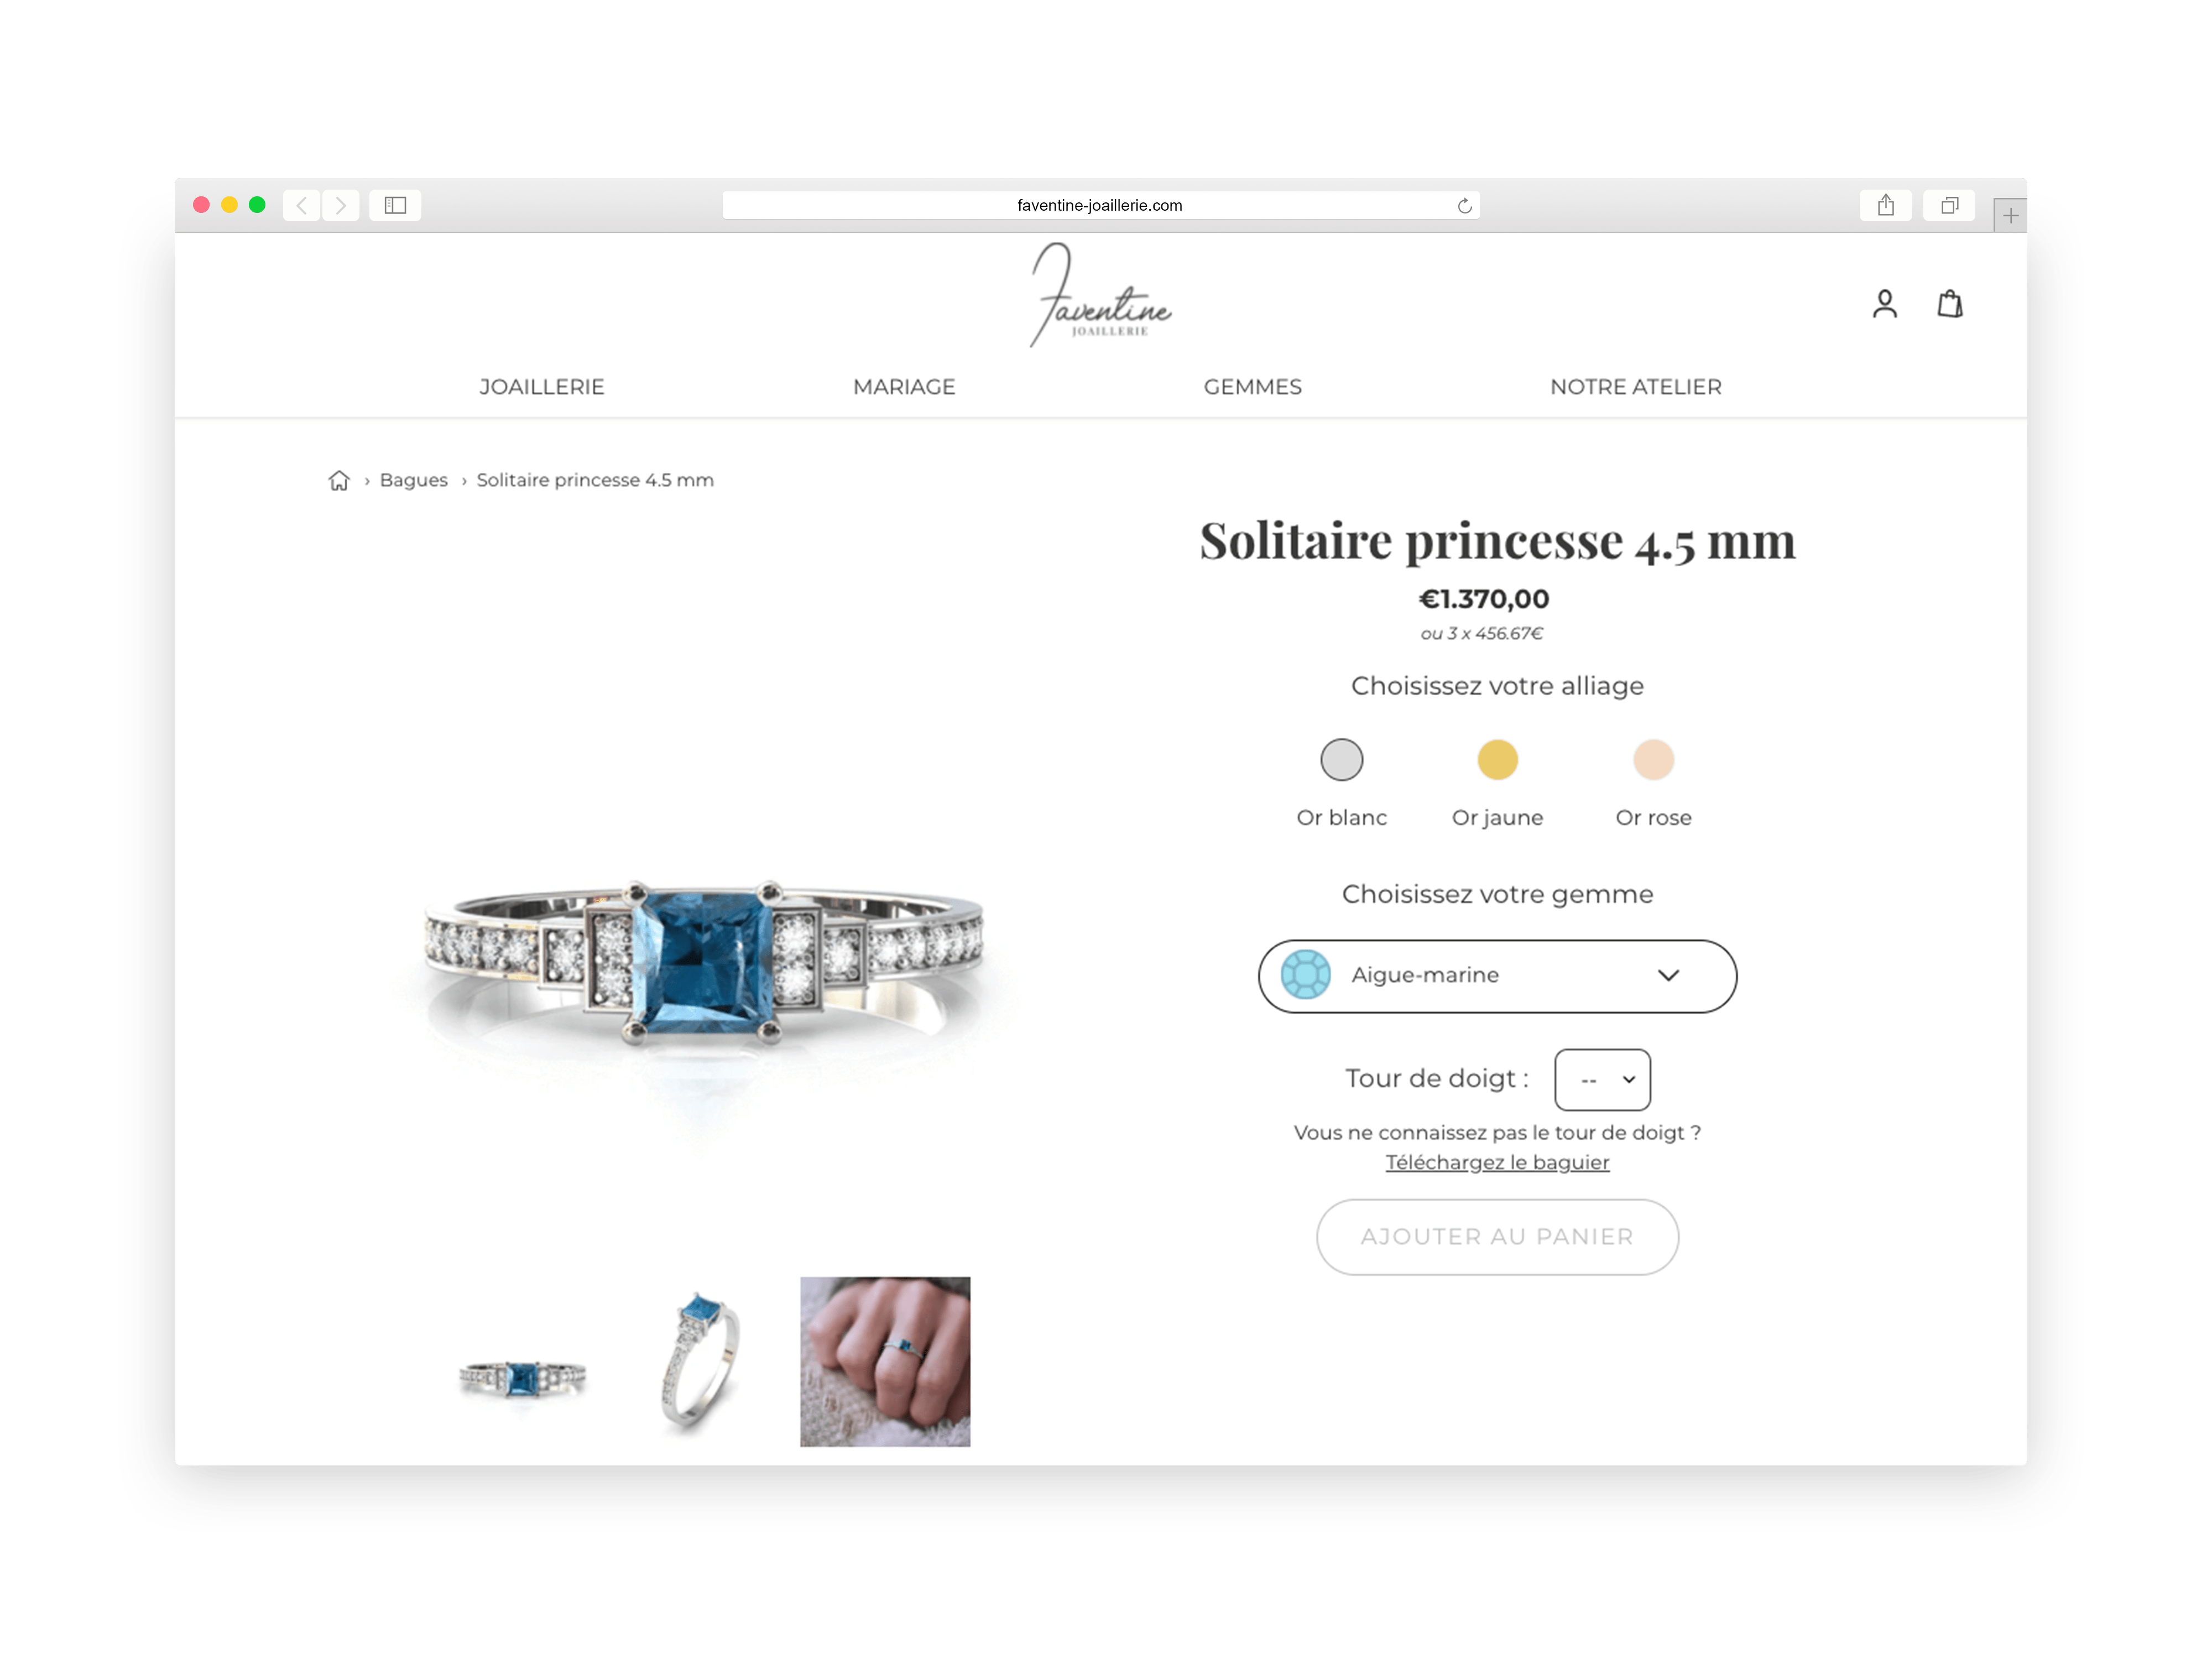 faventine-joaillerie.com
Faventine
JOAILLERIE
JOAILLERIE MARIAGE GEMMES NOTRE ATELIER
› Bagues › Solitaire princesse 4.5 mm
Solitaire princesse 4.5 mm
€1.370,00
ou 3 x 456.67€
Choisissez votre alliage
Or blanc Or jaune Or rose
Choisissez votre gemme
Aigue-marine
Tour de doigt : --
Vous ne connaissez pas le tour de doigt ?
Téléchargez le baguier
AJOUTER AU PANIER